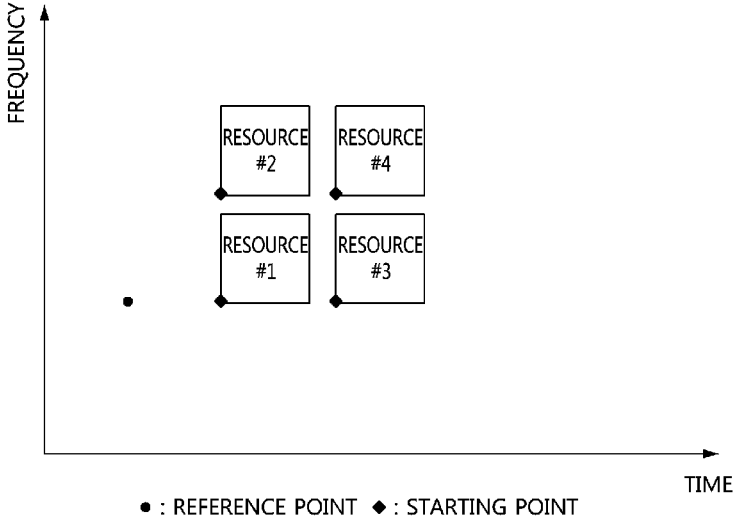 FREQUENCY
RESOURCE
#2
RESOURCE
#4
RESOURCE
#1
RESOURCE
#3
TIME
● : REFERENCE POINT ◆ : STARTING POINT